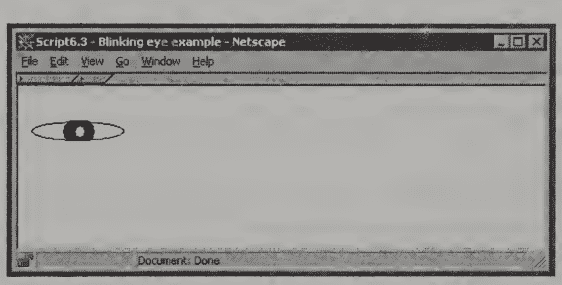 Script6.3 - Blinking eye example - Netscape
File Edit View Go Window Help
Document: Done